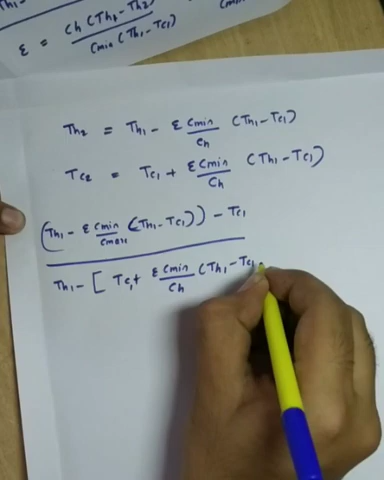 ε = Ch (Th1 - Th2) / Cmin (Th1 - Tc1)
Th2 = Th1 - ε Cmin / Ch (Th1 - Tc1)
Tc2 = Tc1 + ε Cmin / Ch (Th1 - Tc1)
(Th1 - ε Cmin / Cmax (Th1 - Tc1)) - Tc1
Th1 - [ Tc1 + ε Cmin / Ch (Th1 - Tc1